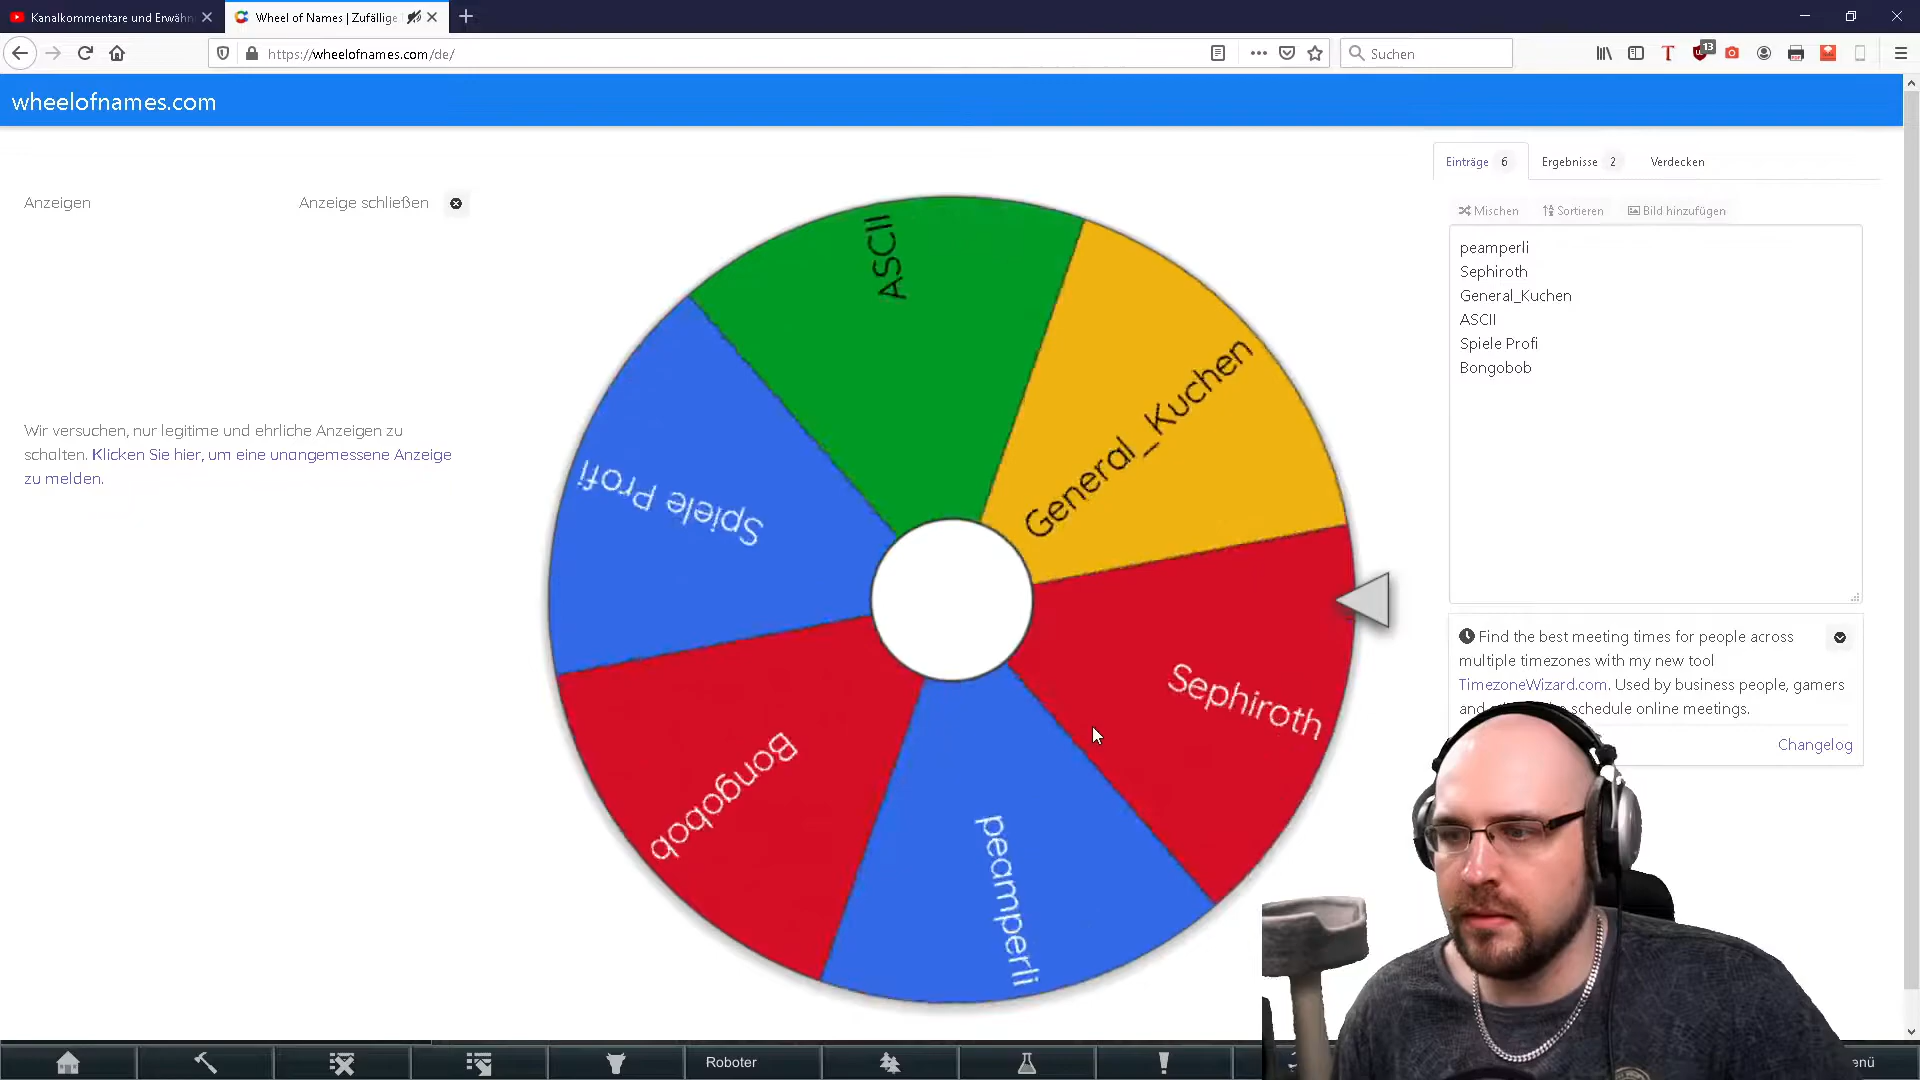 Kanalkommentare und Erwähn
Wheel of Names | Zufällige
https://wheelofnames.com/de/
Suchen
13
wheelofnames.com
Einträge 6
Ergebnisse 2
Verdecken
Anzeigen
Anzeige schließen
Mischen
Sortieren
Bild hinzufügen
peamperli
Sephiroth
General_Kuchen
ASCII
Spiele Profi
Bongobob
Wir versuchen, nur legitime und ehrliche Anzeigen zu
schalten. Klicken Sie hier, um eine unangemessene Anzeige
zu melden.
ASCII
General_Kuchen
Spiele Profi
Sephiroth
Bongobob
peamperli
Find the best meeting times for people across
multiple timezones with my new tool
TimezoneWizard.com. Used by business people, gamers
and schedule online meetings.
Changelog
Roboter
enü